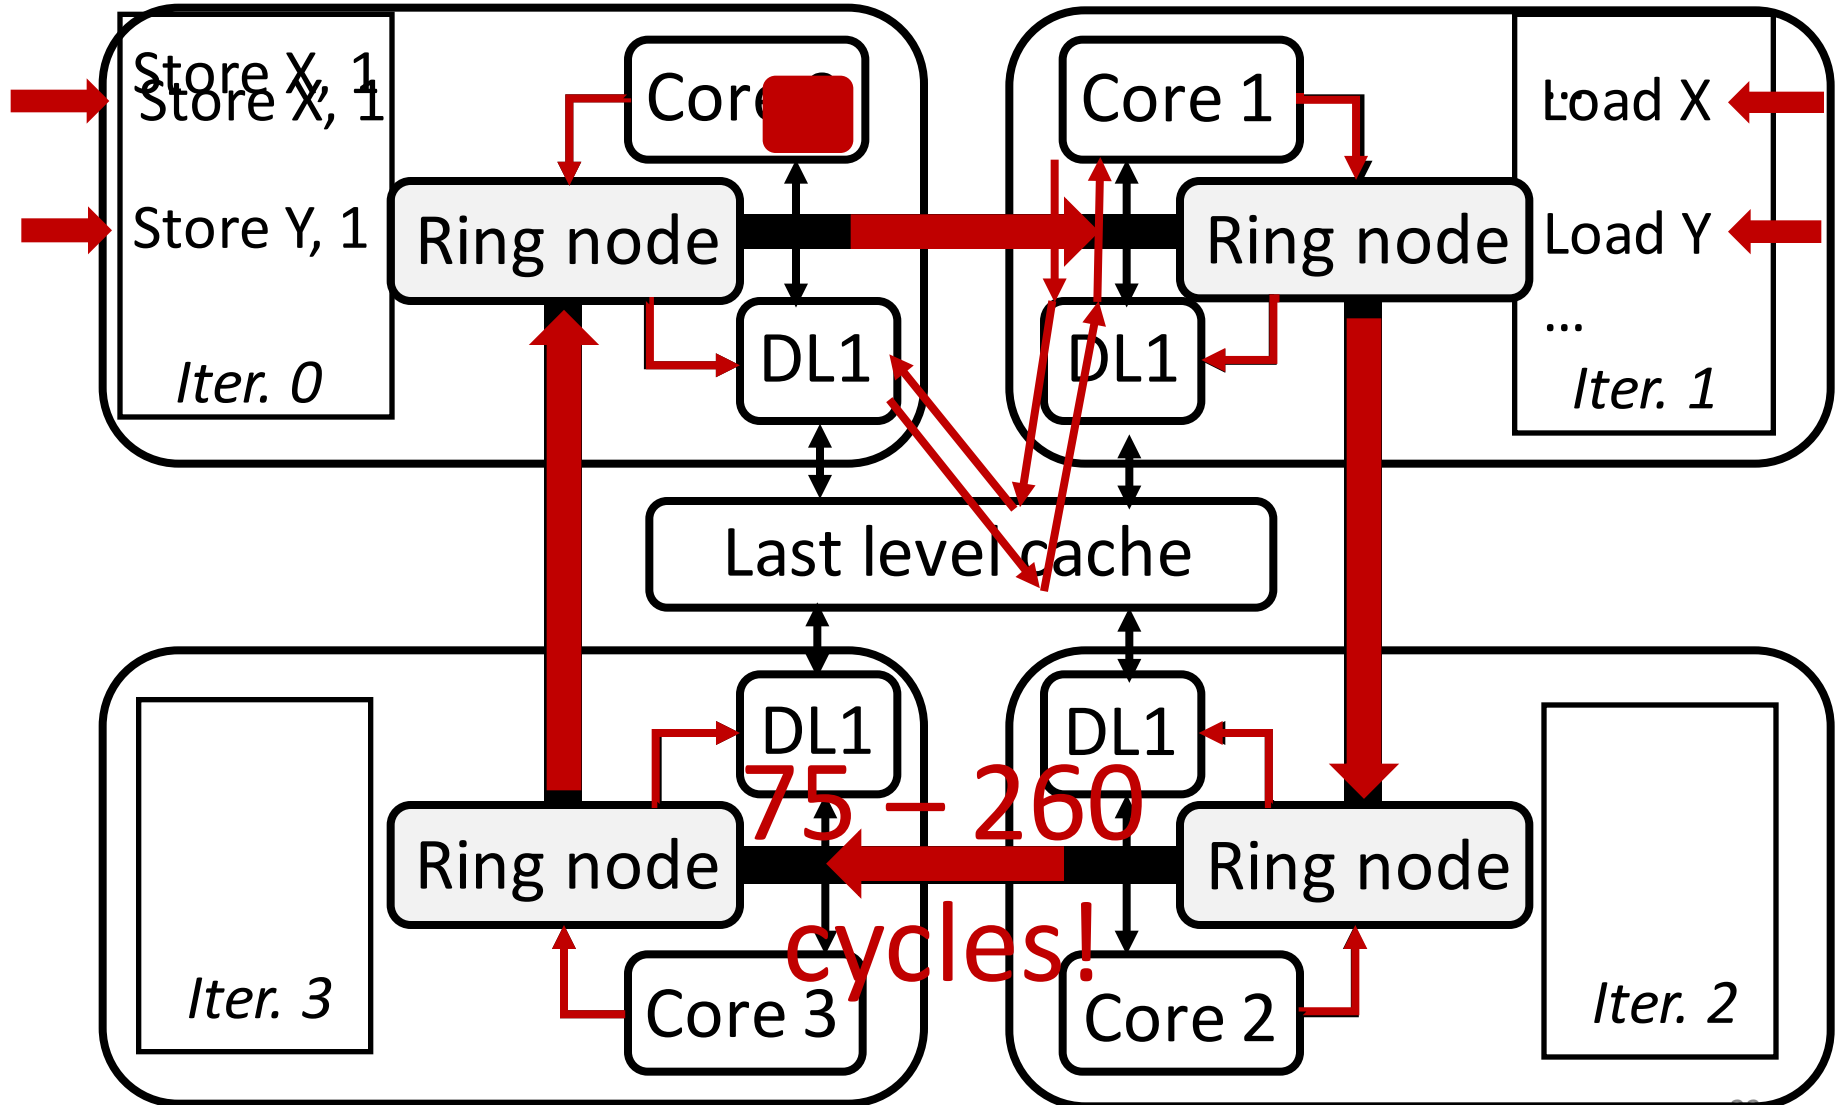 Store X, 1
Store X, 1
Store Y, 1
Iter. 0
Core
Ring node
DL1
Core 1
Ring node
DL1
...
Load X
Load Y
...
Iter. 1
Last level cache
DL1
Ring node
Core 3
Iter. 3
DL1
Ring node
Core 2
Iter. 2
75 – 260
cycles!